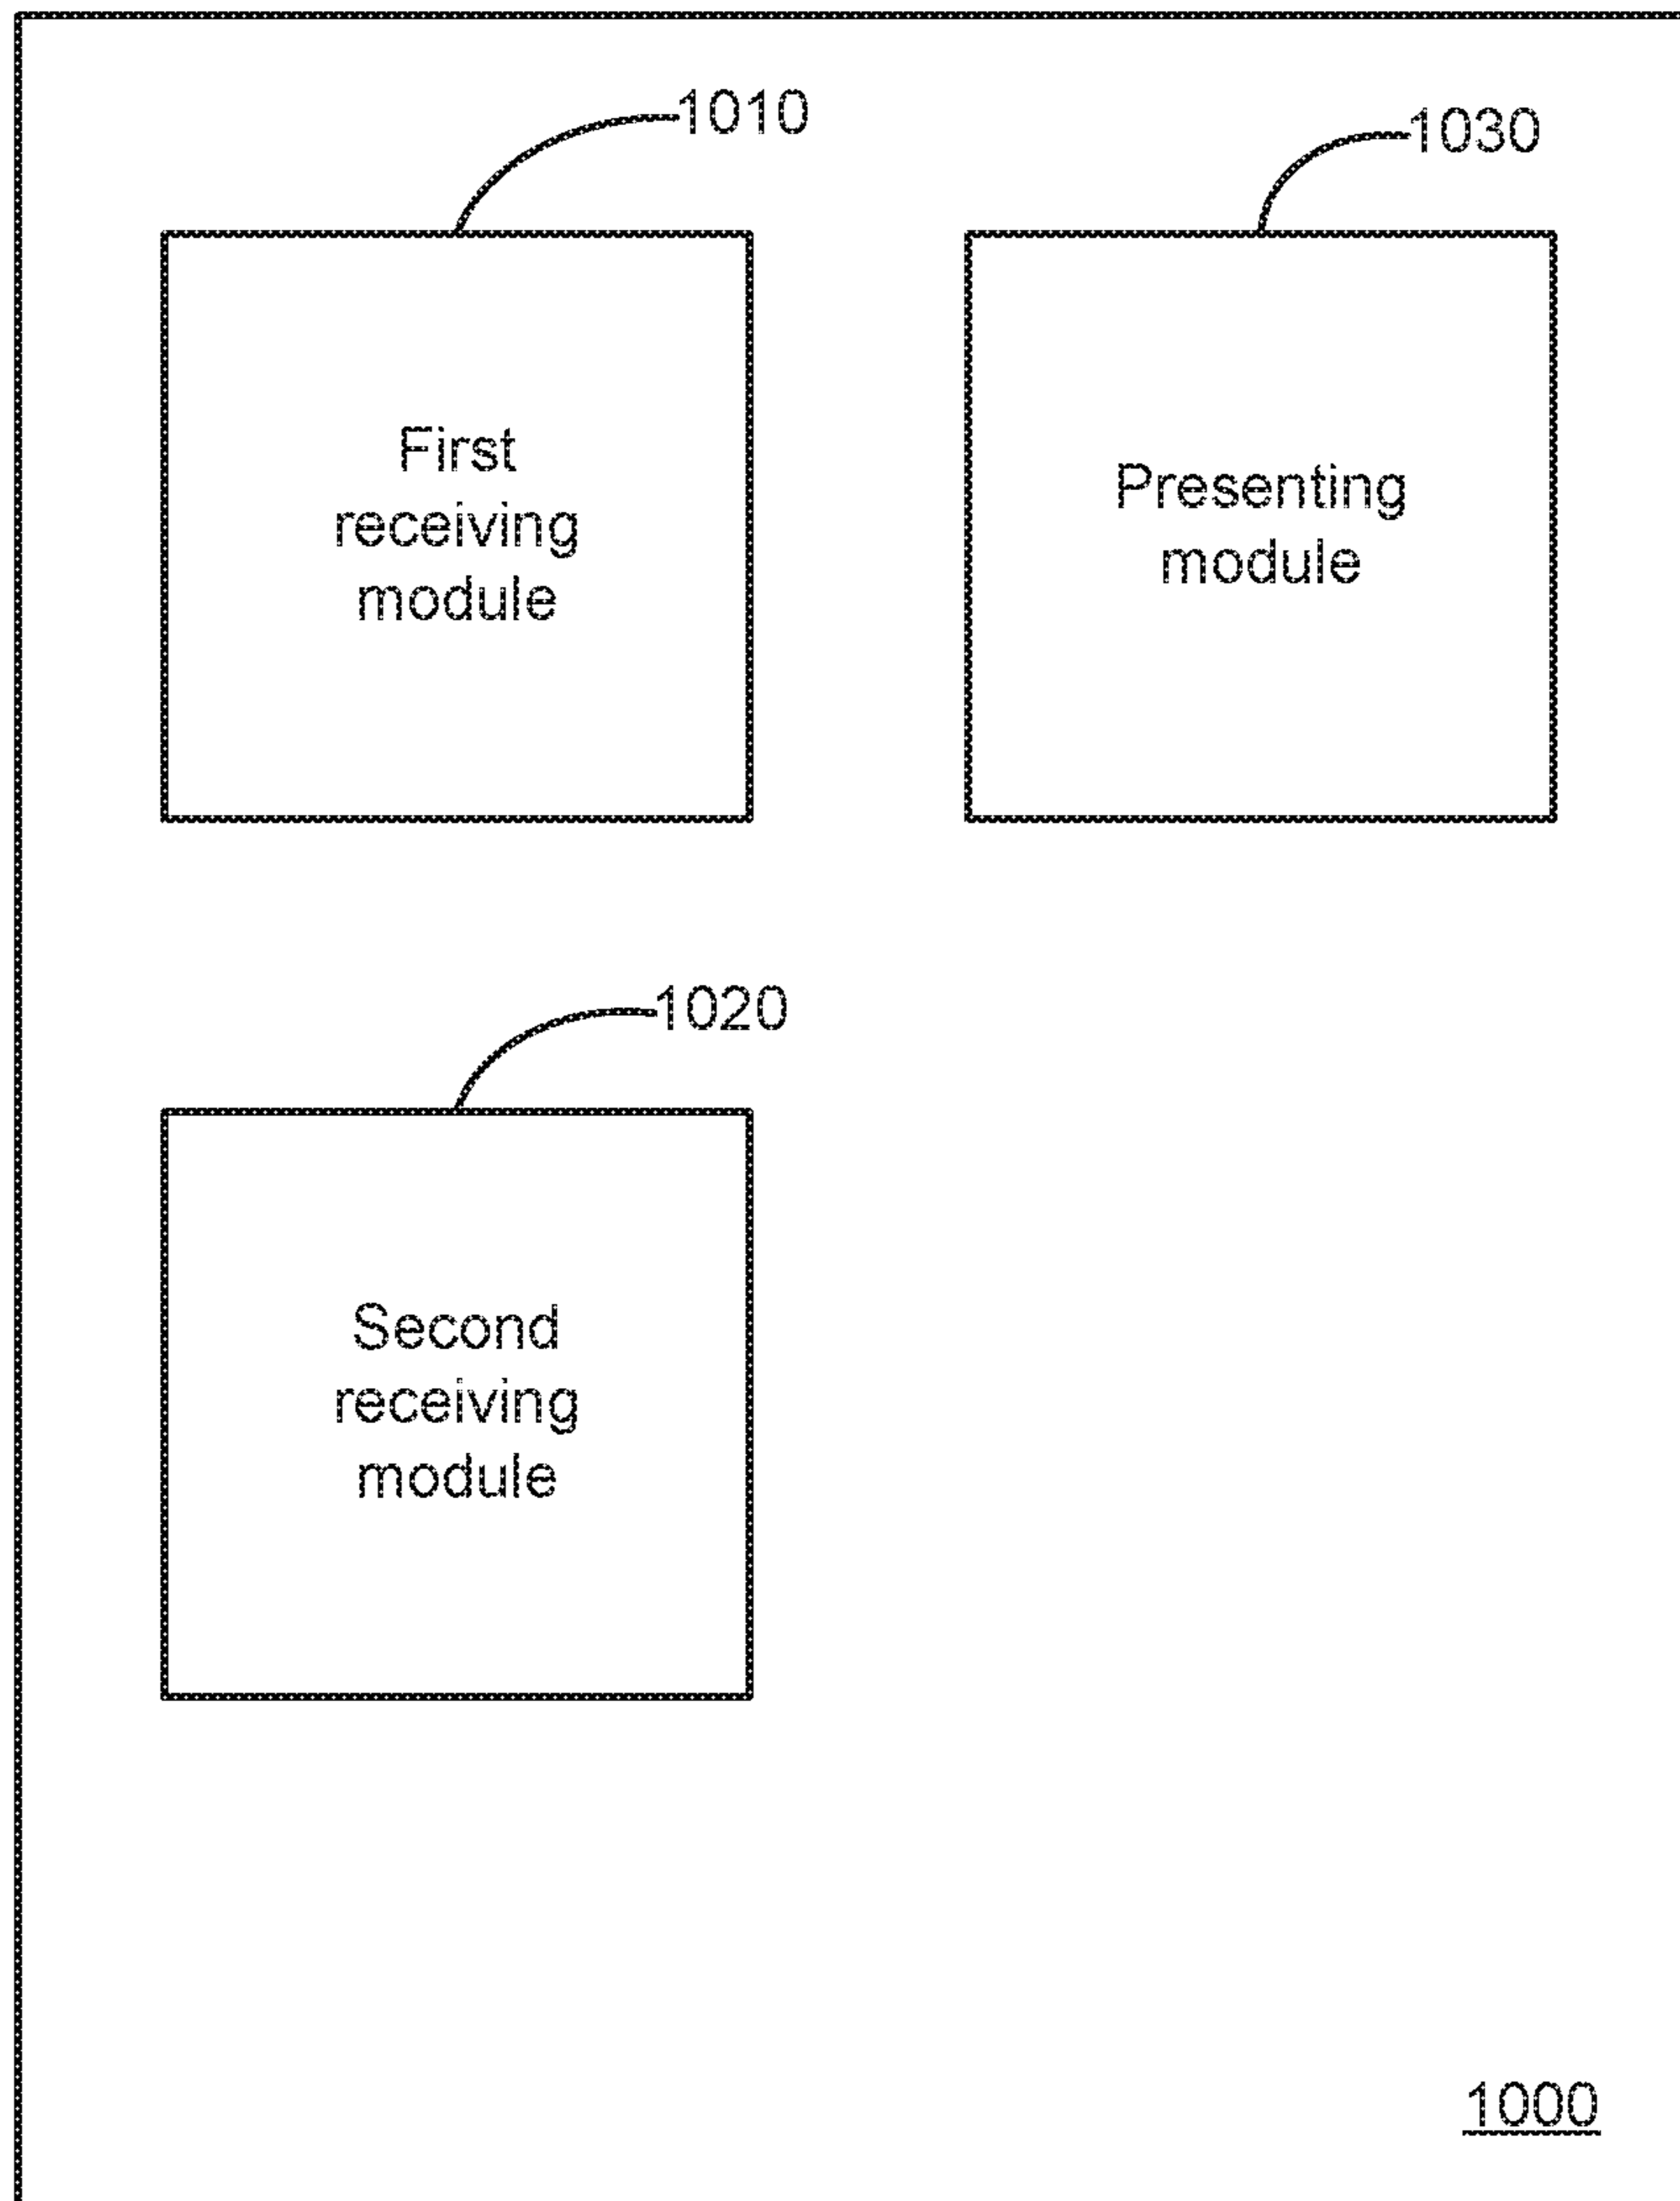 1010
First
receiving
module
1030
Presenting
module
1020
Second
receiving
module
1000